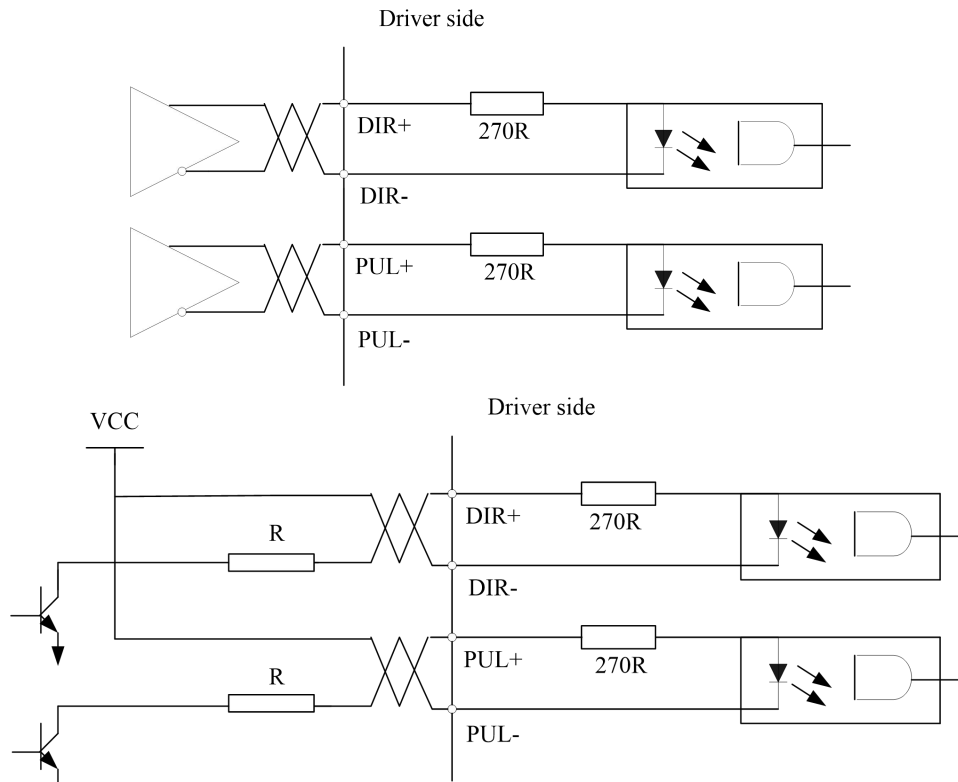 Driver side
DIR+
270R
DIR-
PUL+
270R
PUL-
Driver side
VCC
DIR+
R
270R
DIR-
PUL+
R
270R
PUL-